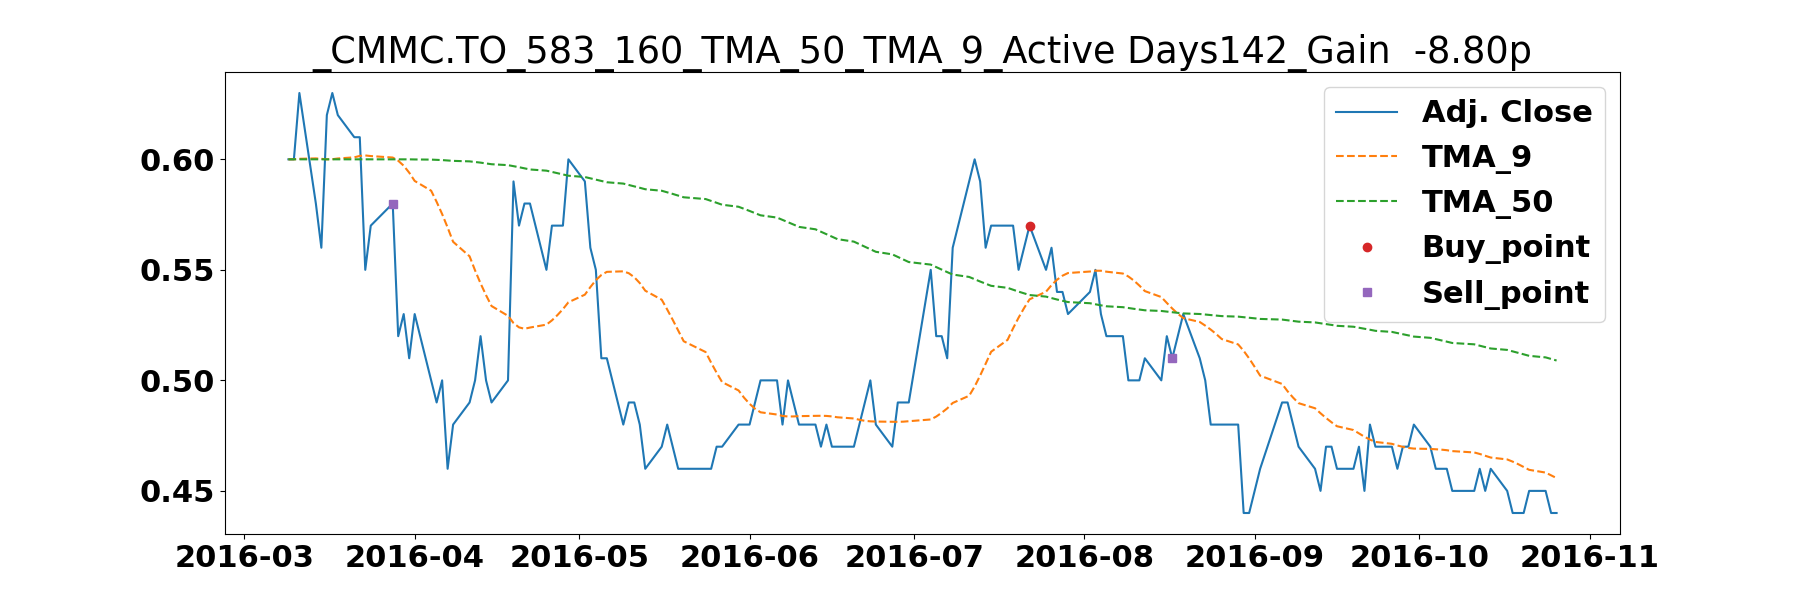 _CMMC.TO_583_160_TMA_50_TMA_9_Active Days142_Gain  -8.80p
Adj. Close
TMA_9
TMA_50
Buy_point
Sell_point
0.60
0.55
0.50
0.45
2016-03 2016-04 2016-05 2016-06 2016-07 2016-08 2016-09 2016-10 2016-11